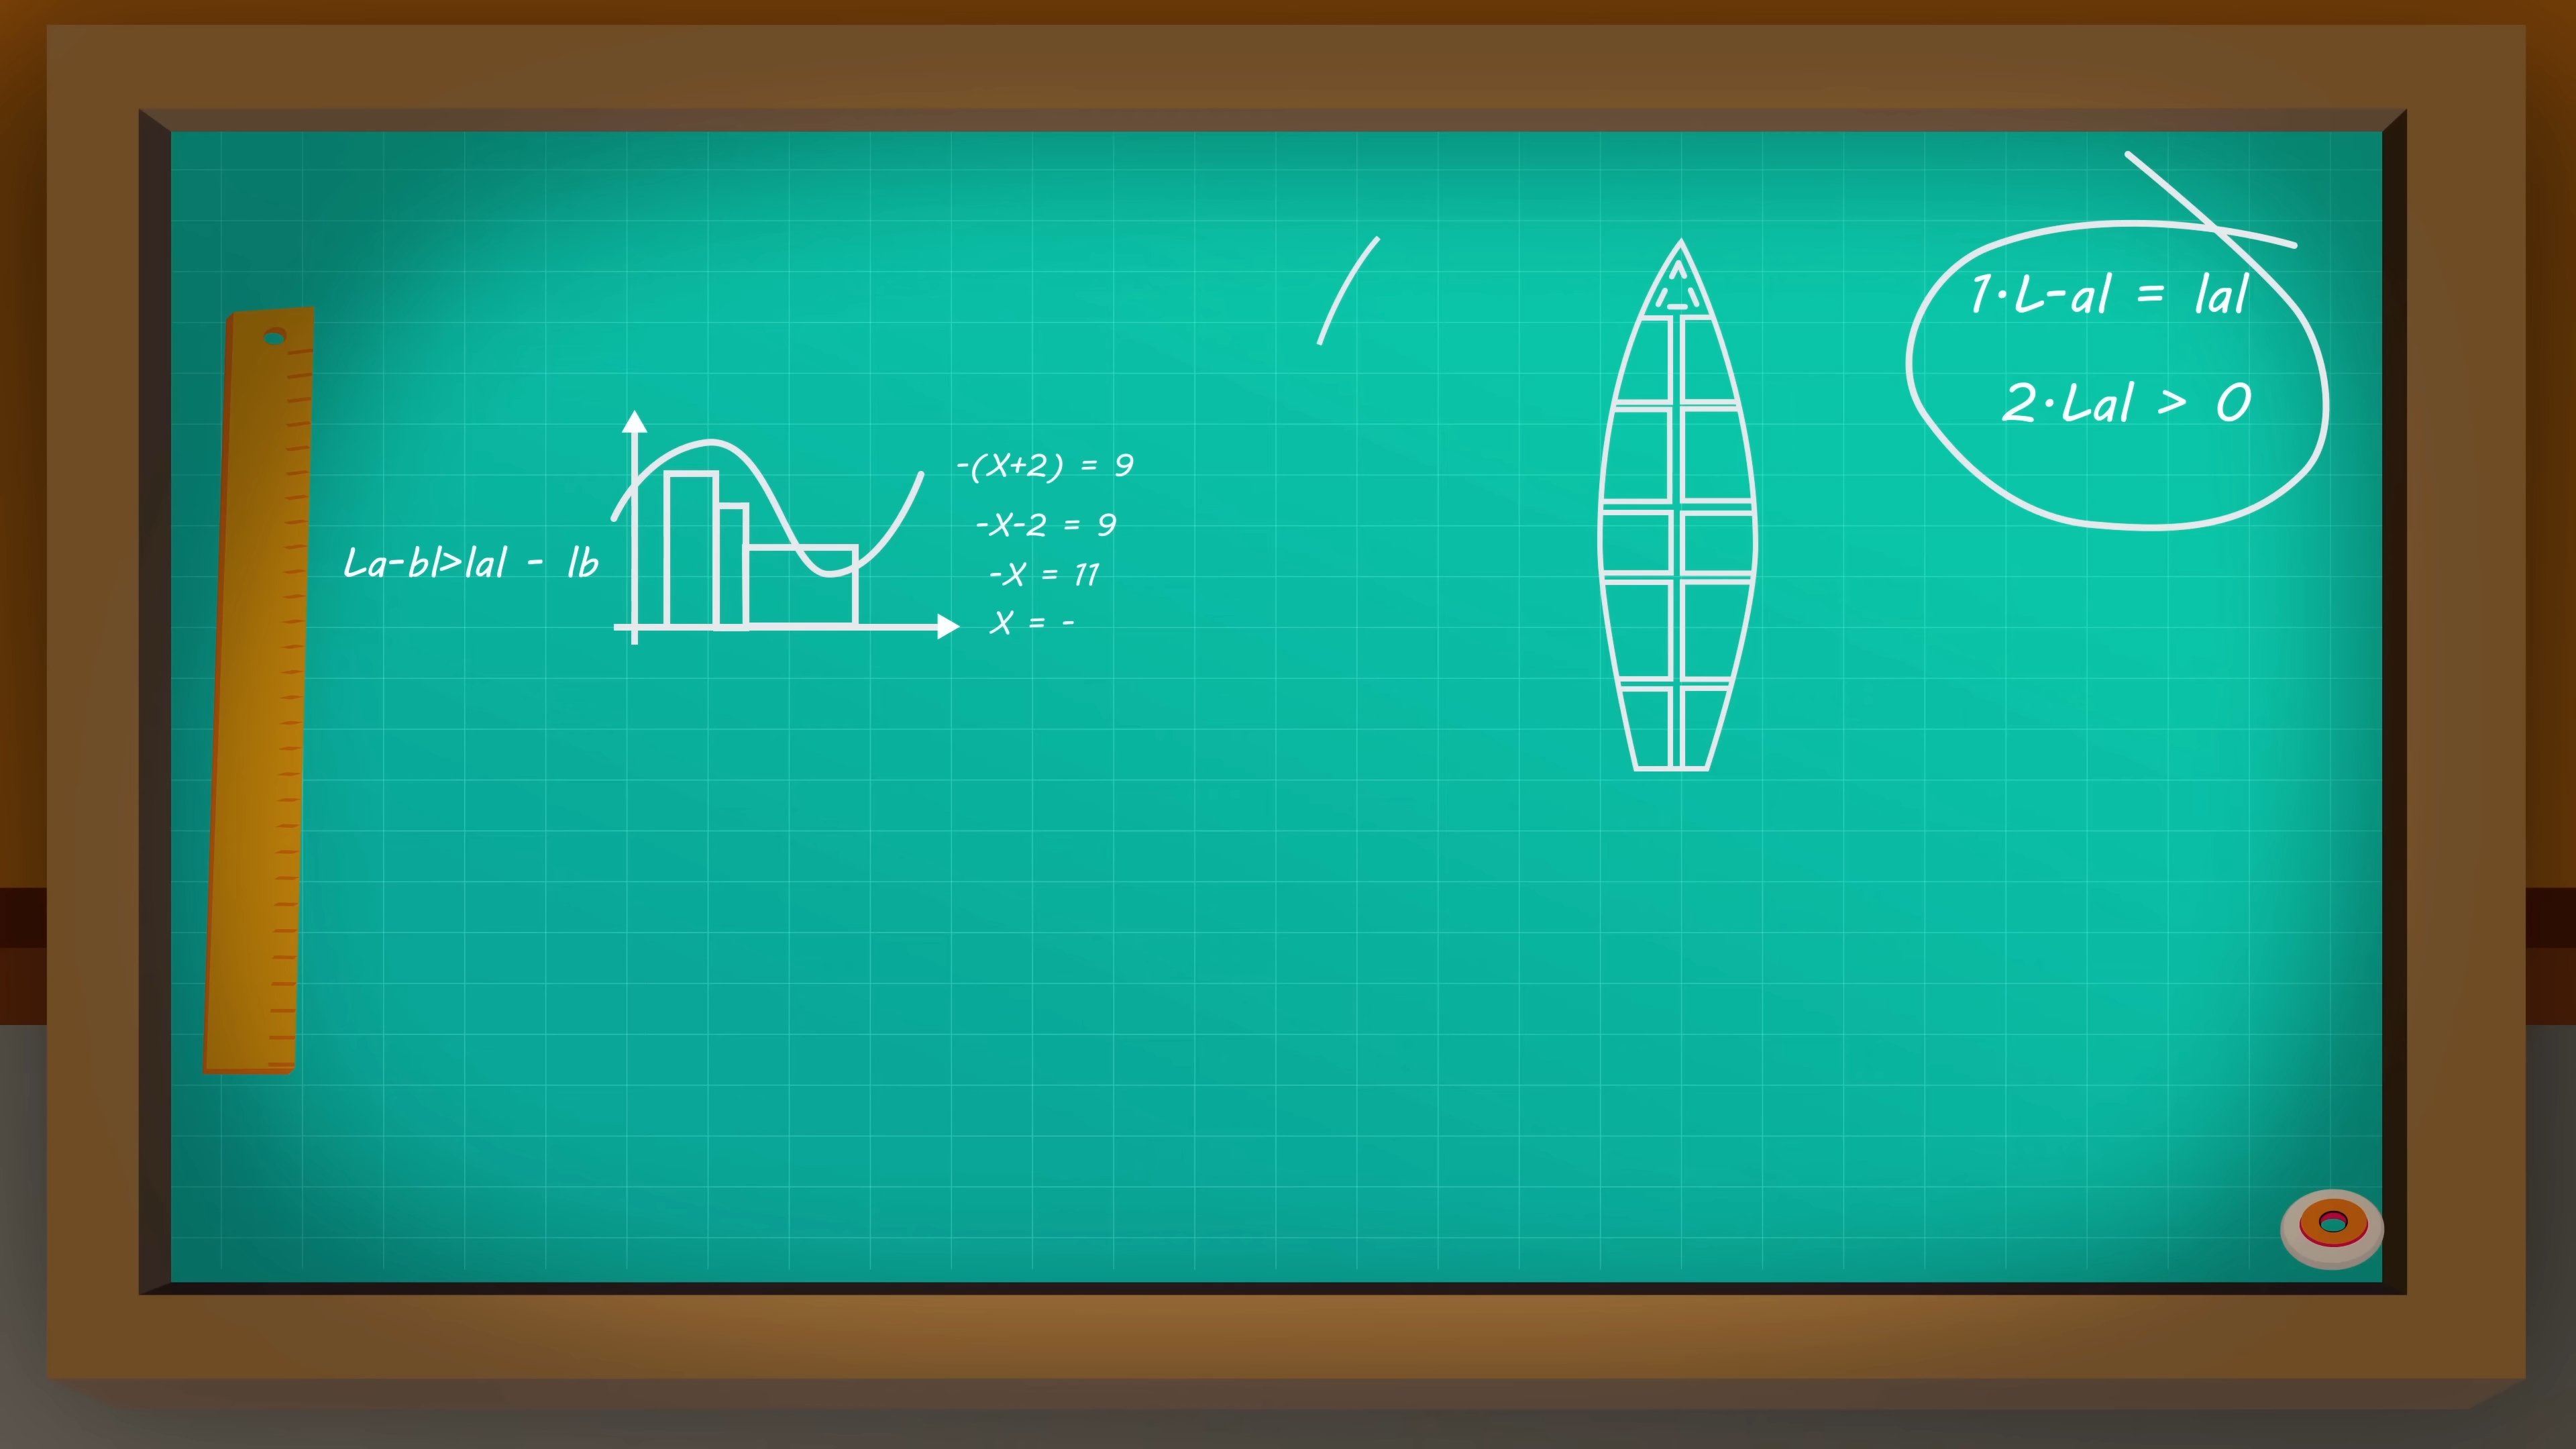 La-bl>lal - lb
-(X+2) = 9
-X-2 = 9
-X = 11
X = -
1·L-al = lal
2·Lal > 0